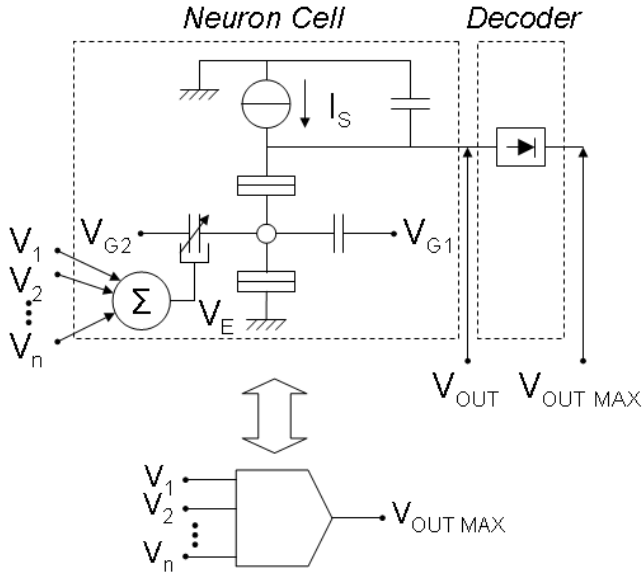 Neuron Cell
Decoder
I_S
V_G2
V_G1
V_1
V_2
V_n
Σ
V_E
V_OUT
V_OUT MAX
V_1
V_2
V_n
V_OUT MAX